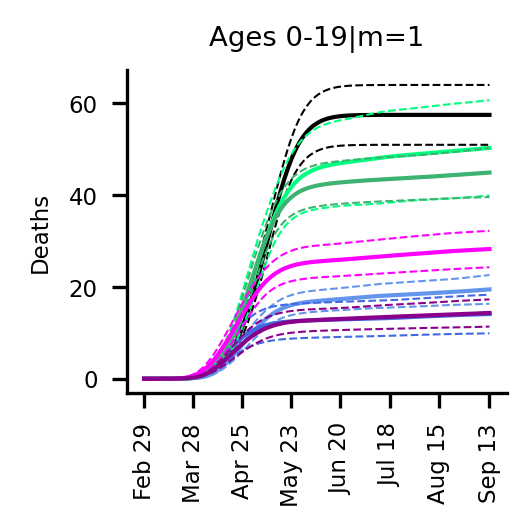 Ages 0-19|m=1
Deaths
60
40
20
0
Feb 29
Mar 28
Apr 25
May 23
Jun 20
Jul 18
Aug 15
Sep 13